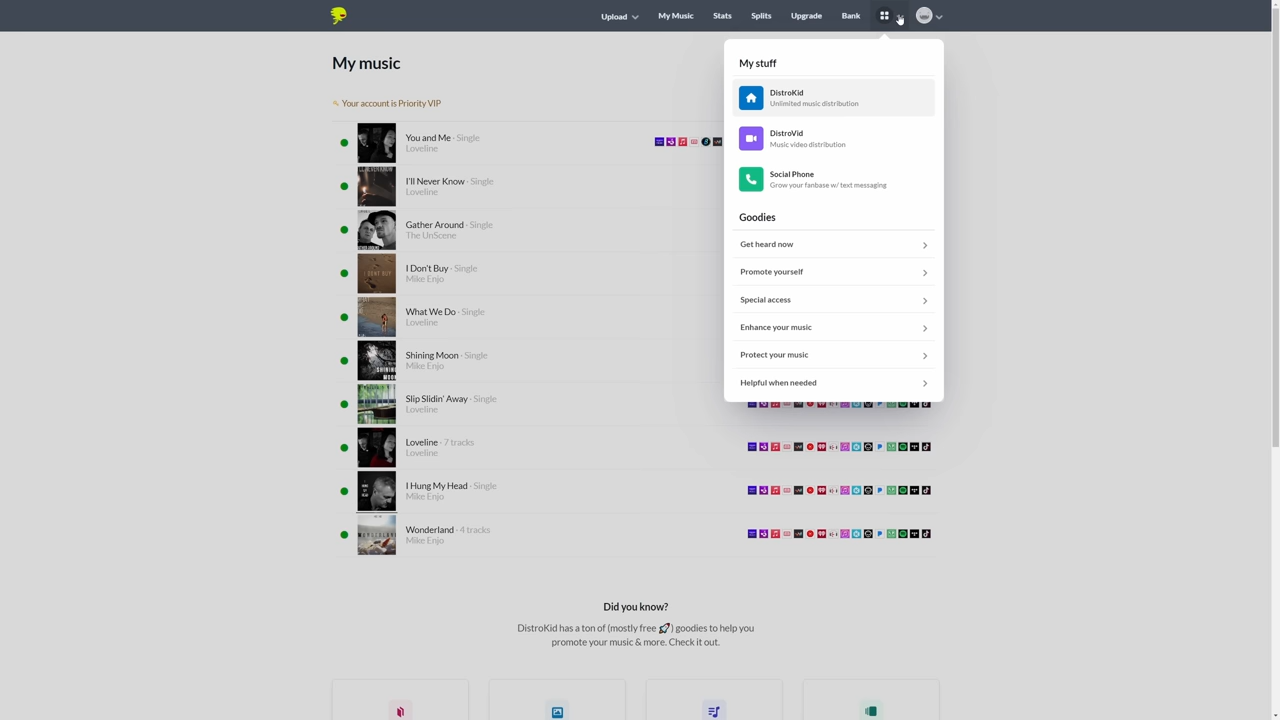 Upload
My Music
Stats
Splits
Upgrade
Bank
My music
Your account is Priority VIP
You and Me · Single
Loveline
I'll Never Know · Single
Loveline
Gather Around · Single
The UnScene
I Don't Buy · Single
Mike Enjo
What We Do · Single
Loveline
Shining Moon · Single
Mike Enjo
Slip Slidin' Away · Single
Loveline
Loveline · 7 tracks
Loveline
I Hung My Head · Single
Mike Enjo
Wonderland · 4 tracks
Mike Enjo
My stuff
DistroKid
Unlimited music distribution
DistroVid
Music video distribution
Social Phone
Grow your fanbase w/ text messaging
Goodies
Get heard now
Promote yourself
Special access
Enhance your music
Protect your music
Helpful when needed
Did you know?
DistroKid has a ton of (mostly free 🚀) goodies to help you
promote your music & more. Check it out.